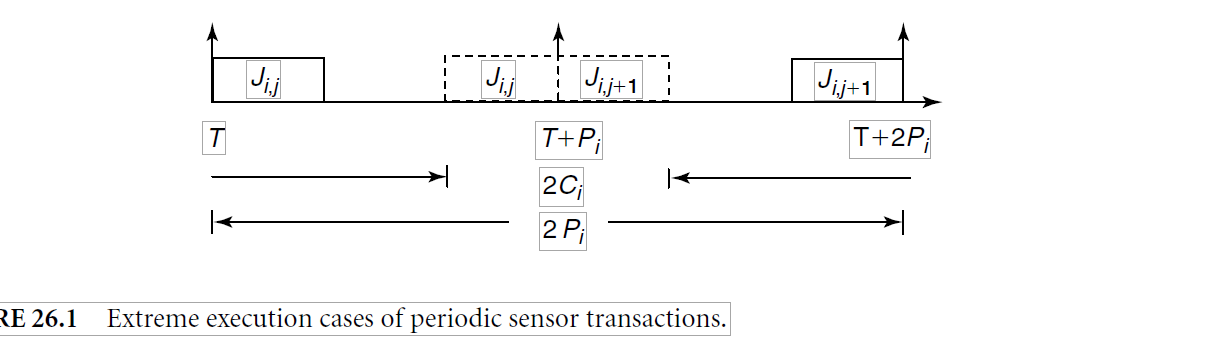 J_{i,j} J_{i,j} J_{i,j+1} J_{i,j+1}
T T+P_i T+2P_i
2C_i
2 P_i
RE 26.1 Extreme execution cases of periodic sensor transactions.